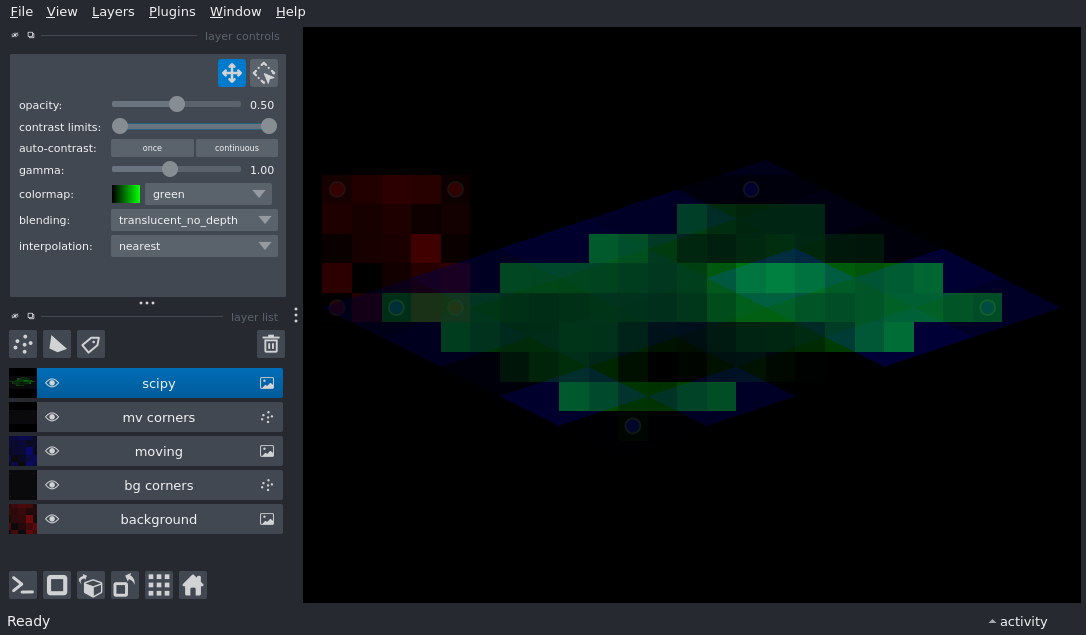 File View Layers Plugins Window Help
layer controls
opacity: 0.50
contrast limits:
auto-contrast: once continuous
gamma: 1.00
colormap: green
blending: translucent_no_depth
interpolation: nearest
layer list
scipy
mv corners
moving
bg corners
background
Ready activity